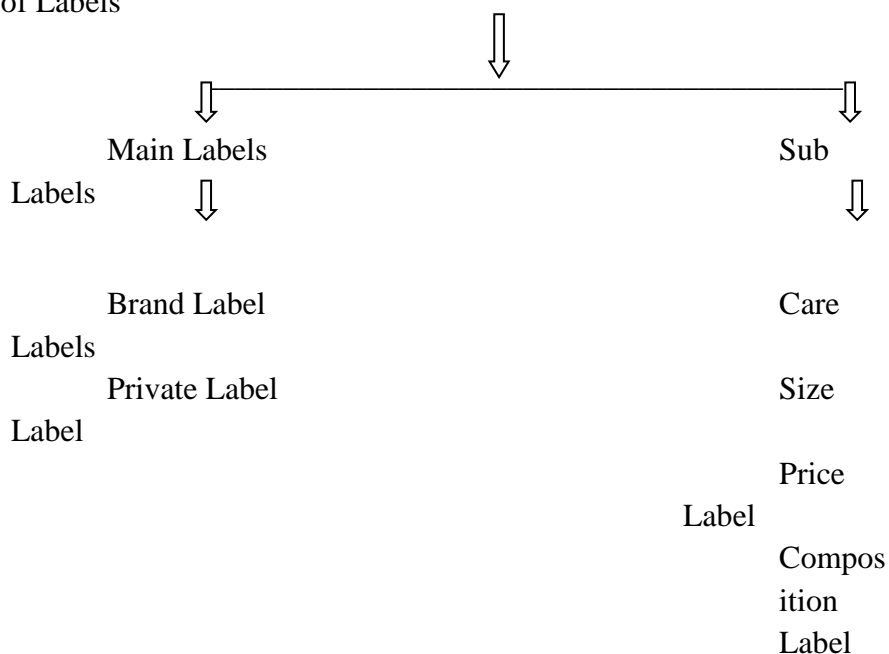 of Labels
Main Labels Sub
Labels
Brand Label Care
Labels
Private Label Size
Label
Price
Label
Compos
ition
Label